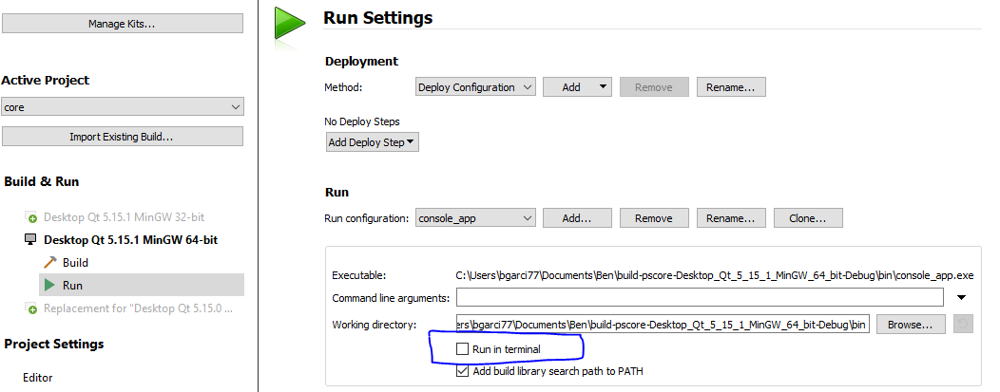 Manage Kits...
Active Project
core
Import Existing Build...
Build & Run
Desktop Qt 5.15.1 MinGW 32-bit
Desktop Qt 5.15.1 MinGW 64-bit
Build
Run
Replacement for "Desktop Qt 5.15.0 ...
Project Settings
Editor
Run Settings
Deployment
Method: Deploy Configuration Add Remove Rename...
No Deploy Steps
Add Deploy Step
Run
Run configuration: console_app Add... Remove Rename... Clone...
Executable: C:\Users\bgarci77\Documents\Ben\build-pscore-Desktop_Qt_5_15_1_MinGW_64_bit-Debug\bin\console_app.exe
Command line arguments:
Working directory: ers\bgarci77\Documents\Ben\build-pscore-Desktop_Qt_5_15_1_MinGW_64_bit-Debug\bin Browse...
Run in terminal
Add build library search path to PATH